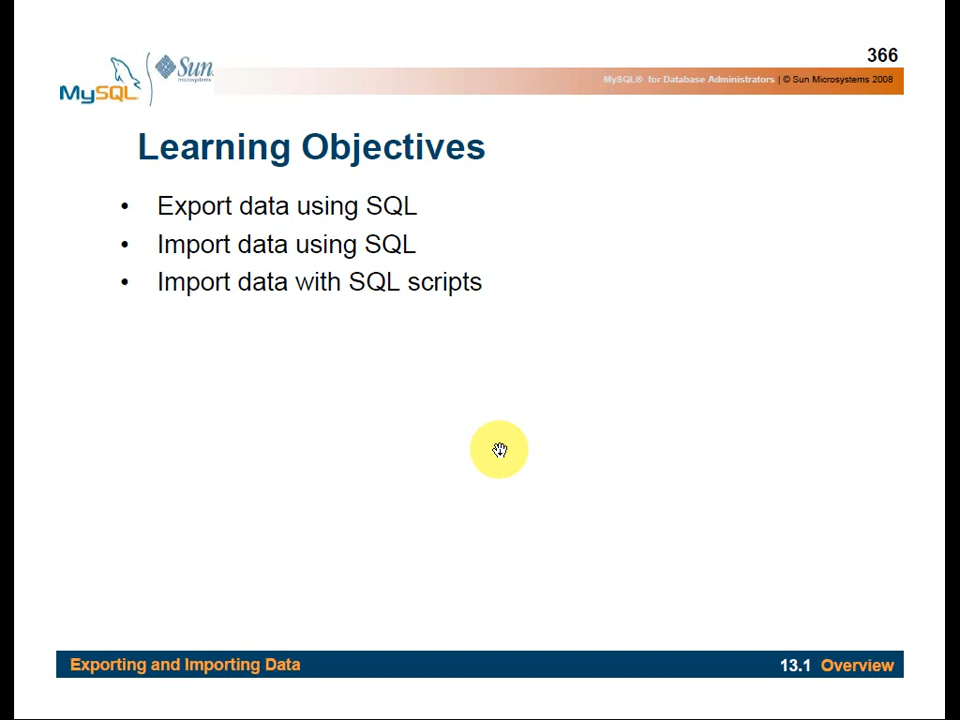 366
MySQL
Sun
microsystems
MySQL® for Database Administrators | © Sun Microsystems 2008
Learning Objectives
• Export data using SQL
• Import data using SQL
• Import data with SQL scripts
Exporting and Importing Data
13.1 Overview